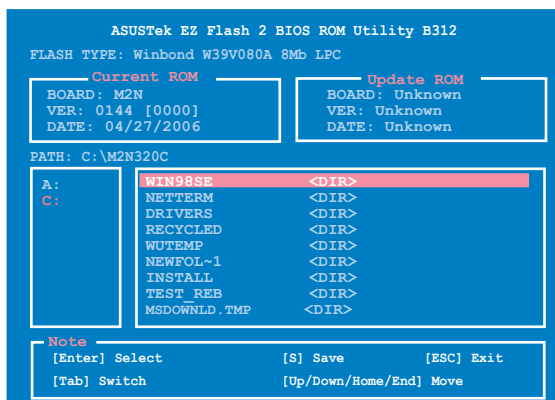 ASUSTek EZ Flash 2 BIOS ROM Utility B312
FLASH TYPE: Winbond W39V080A 8Mb LPC
Current ROM
BOARD: M2N
VER: 0144 [0000]
DATE: 04/27/2006
Update ROM
BOARD: Unknown
VER: Unknown
DATE: Unknown
PATH: C:\M2N320C
A:
C:
WIN98SE <DIR>
NETTERM <DIR>
DRIVERS <DIR>
RECYCLED <DIR>
WUTEMP <DIR>
NEWFOL~1 <DIR>
INSTALL <DIR>
TEST_REB <DIR>
MSDOWNLD.TMP <DIR>
Note
[Enter] Select [S] Save [ESC] Exit
[Tab] Switch [Up/Down/Home/End] Move